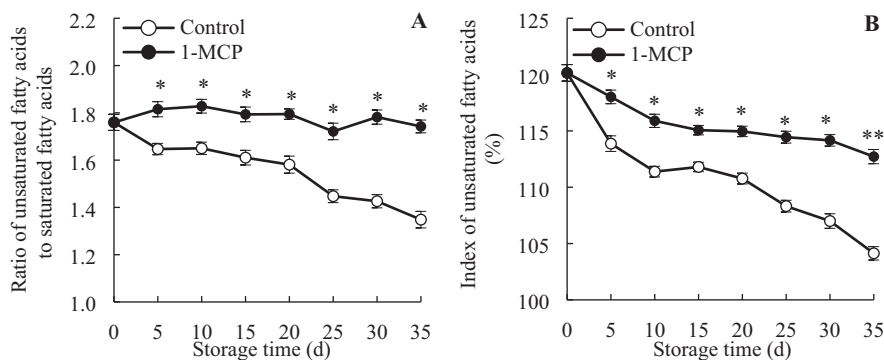 2.2
2.0
1.8
1.6
1.4
1.2
1.0
Ratio of unsaturated fatty acids
to saturated fatty acids
Control
1-MCP
A
* * * * * * *
0 5 10 15 20 25 30 35
Storage time (d)
125
120
115
110
105
100
Index of unsaturated fatty acids
(%)
Control
1-MCP
B
* * * * * * **
0 5 10 15 20 25 30 35
Storage time (d)